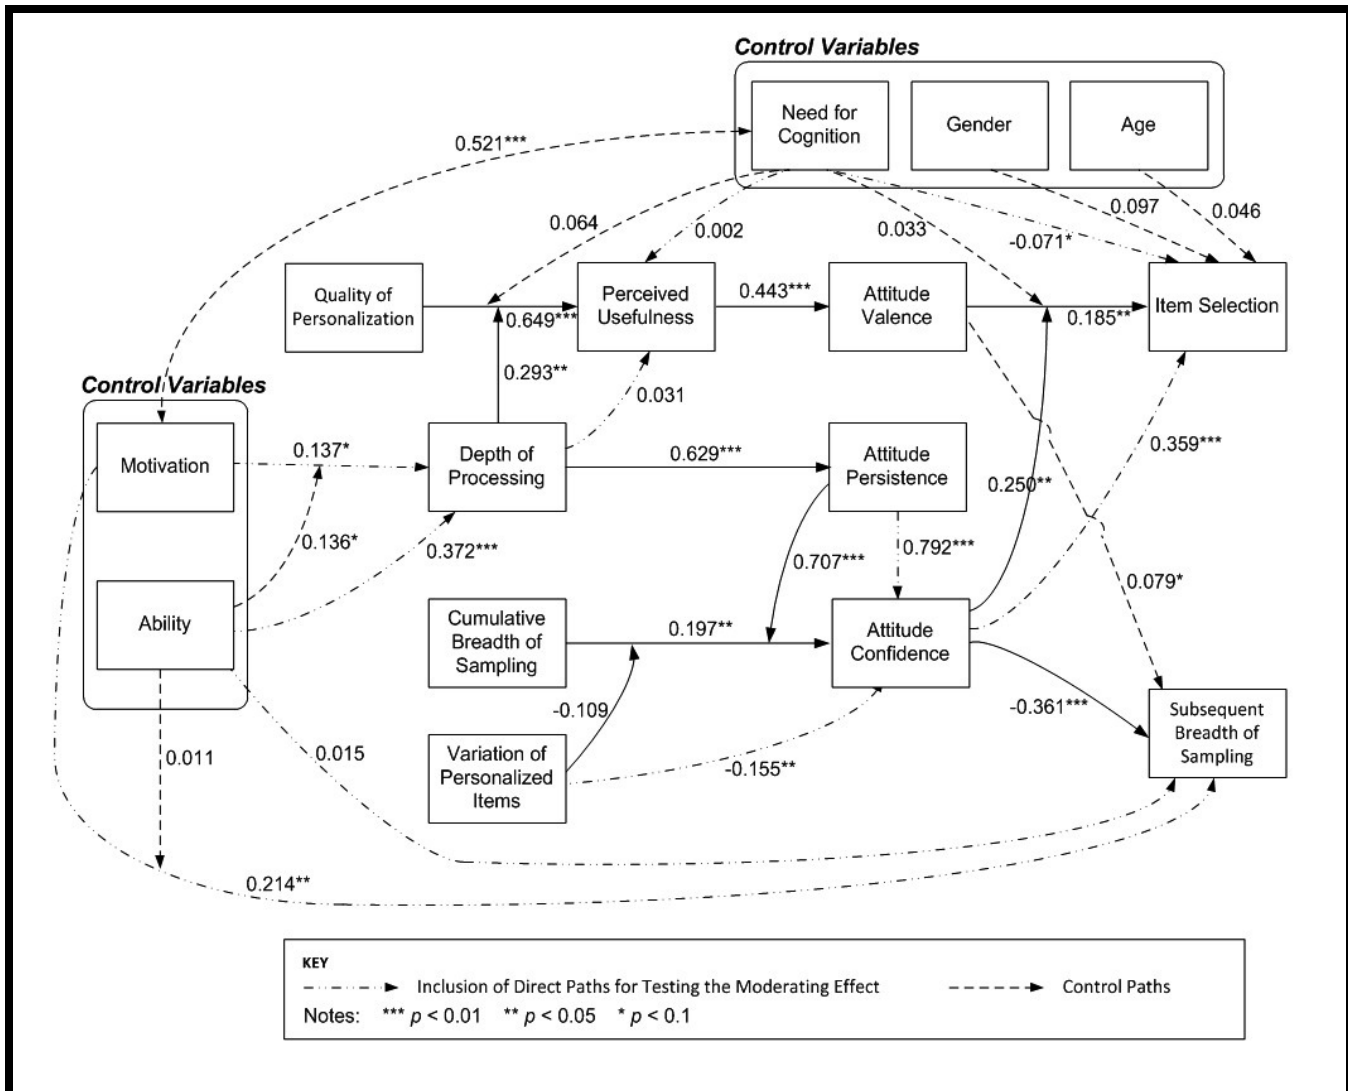 Control Variables
Need for
Cognition
Gender
Age
0.521***
0.064
0.002
0.033
-0.071*
0.097
0.046
Quality of
Personalization
0.649***
Perceived
Usefulness
0.443***
Attitude
Valence
0.185**
Item Selection
0.293**
0.031
Control Variables
Motivation
0.137*
Depth of
Processing
0.629***
Attitude
Persistence
0.250**
0.359***
0.136*
0.372***
0.707***
0.792***
0.079*
Ability
Cumulative
Breadth of
Sampling
0.197**
Attitude
Confidence
-0.109
-0.361***
Subsequent
Breadth of
Sampling
0.011
0.015
Variation of
Personalized
Items
-0.155**
0.214**
KEY
Inclusion of Direct Paths for Testing the Moderating Effect
Control Paths
Notes: *** p < 0.01 ** p < 0.05 * p < 0.1